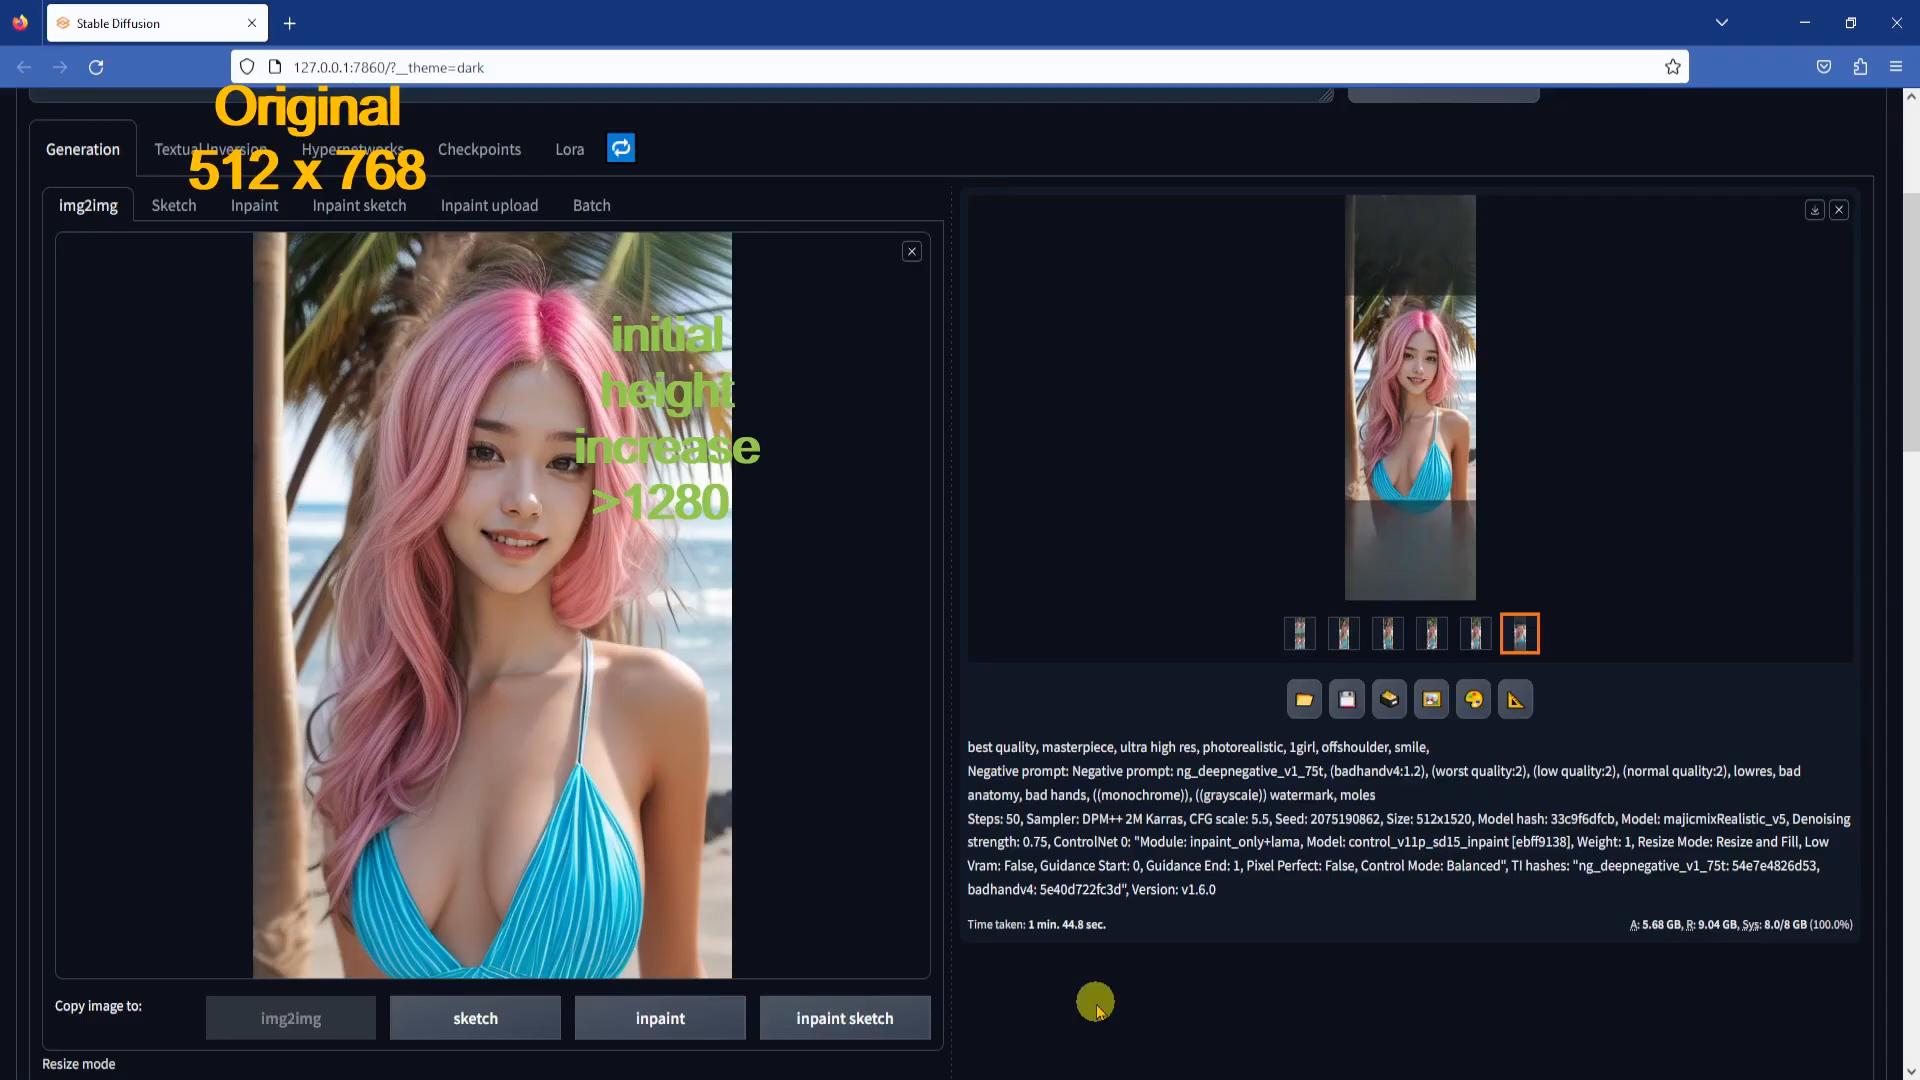 Stable Diffusion
127.0.0.1:7860/?__theme=dark
Original
512 x 768
Generation
Textual Inversion
Hypernetworks
Checkpoints
Lora
img2img
Sketch
Inpaint
Inpaint sketch
Inpaint upload
Batch
initial
height
increase
>1280
best quality, masterpiece, ultra high res, photorealistic, 1girl, offshoulder, smile,
Negative prompt: Negative prompt: ng_deepnegative_v1_75t, (badhandv4:1.2), (worst quality:2), (low quality:2), (normal quality:2), lowres, bad
anatomy, bad hands, ((monochrome)), ((grayscale)) watermark, moles
Steps: 50, Sampler: DPM++ 2M Karras, CFG scale: 5.5, Seed: 2075190862, Size: 512x1520, Model hash: 33c9f6dfcb, Model: majicmixRealistic_v5, Denoising
strength: 0.75, ControlNet 0: "Module: inpaint_only+lama, Model: control_v11p_sd15_inpaint [ebff9138], Weight: 1, Resize Mode: Resize and Fill, Low
Vram: False, Guidance Start: 0, Guidance End: 1, Pixel Perfect: False, Control Mode: Balanced", TI hashes: "ng_deepnegative_v1_75t: 54e7e4826d53,
badhandv4: 5e40d722fc3d", Version: v1.6.0
Time taken: 1 min. 44.8 sec.
A: 5.68 GB, R: 9.04 GB, Sys: 8.0/8 GB (100.0%)
Copy image to:
img2img
sketch
inpaint
inpaint sketch
Resize mode